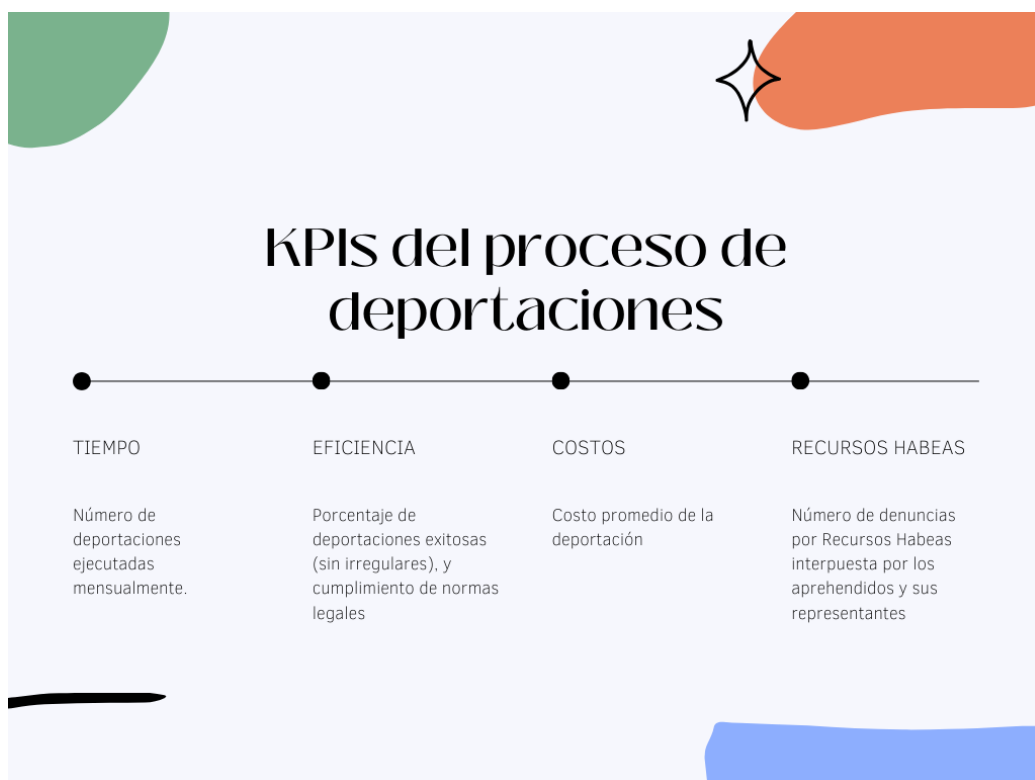 KPIs del proceso de
deportaciones
TIEMPO
Número de
deportaciones
ejecutadas
mensualmente.
EFICIENCIA
Porcentaje de
deportaciones exitosas
(sin irregulares), y
cumplimiento de normas
legales
COSTOS
Costo promedio de la
deportación
RECURSOS HABEAS
Número de denuncias
por Recursos Habeas
interpuesta por los
aprehendidos y sus
representantes